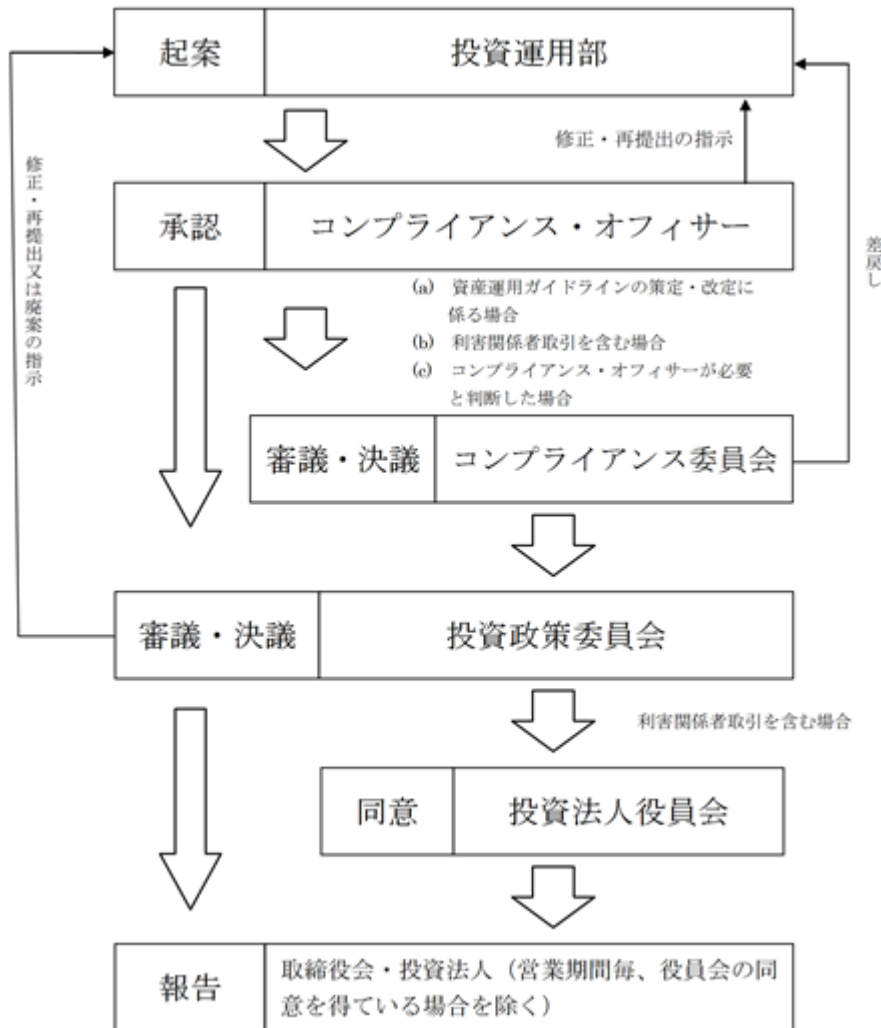 起案 投資運用部
修正・再提出の指示
承認 コンプライアンス・オフィサー
(a) 資産運用ガイドラインの策定・改定に
係る場合
(b) 利害関係者取引を含む場合
(c) コンプライアンス・オフィサーが必要
と判断した場合
審議・決議 コンプライアンス委員会
審議・決議 投資政策委員会
利害関係者取引を含む場合
同意 投資法人役員会
報告 取締役会・投資法人（営業期間毎、役員会の同
意を得ている場合を除く）
修正・再提出又は廃案の指示
差戻し